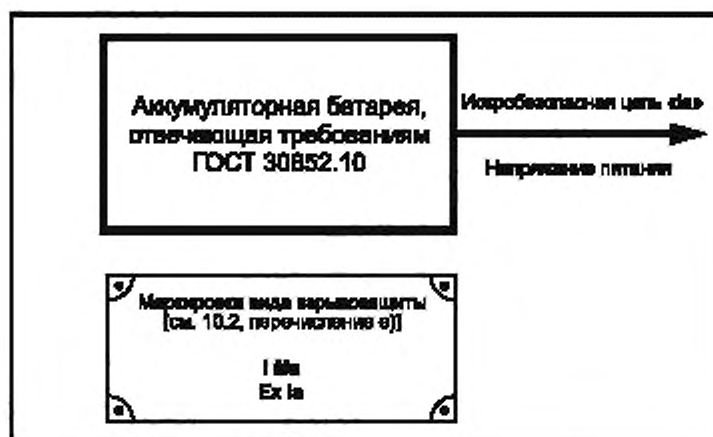 Аккумуляторная батарея,
отвечающая требованиям
ГОСТ 30852.10
Искробезопасная цепь «ia»
Напряжение питания
Маркировка вида взрывозащиты
[см. 10.2, перечисление е)]
I Ma
Ex ia